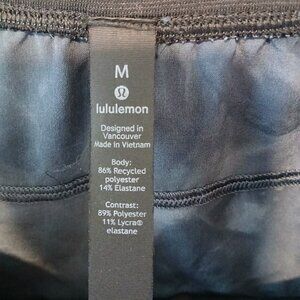 M
lululemon
Designed in
Vancouver
Made in Vietnam
Body:
86% Recycled
polyester
14% Elastane
Contrast:
89% Polyester
11% Lycra®
elastane